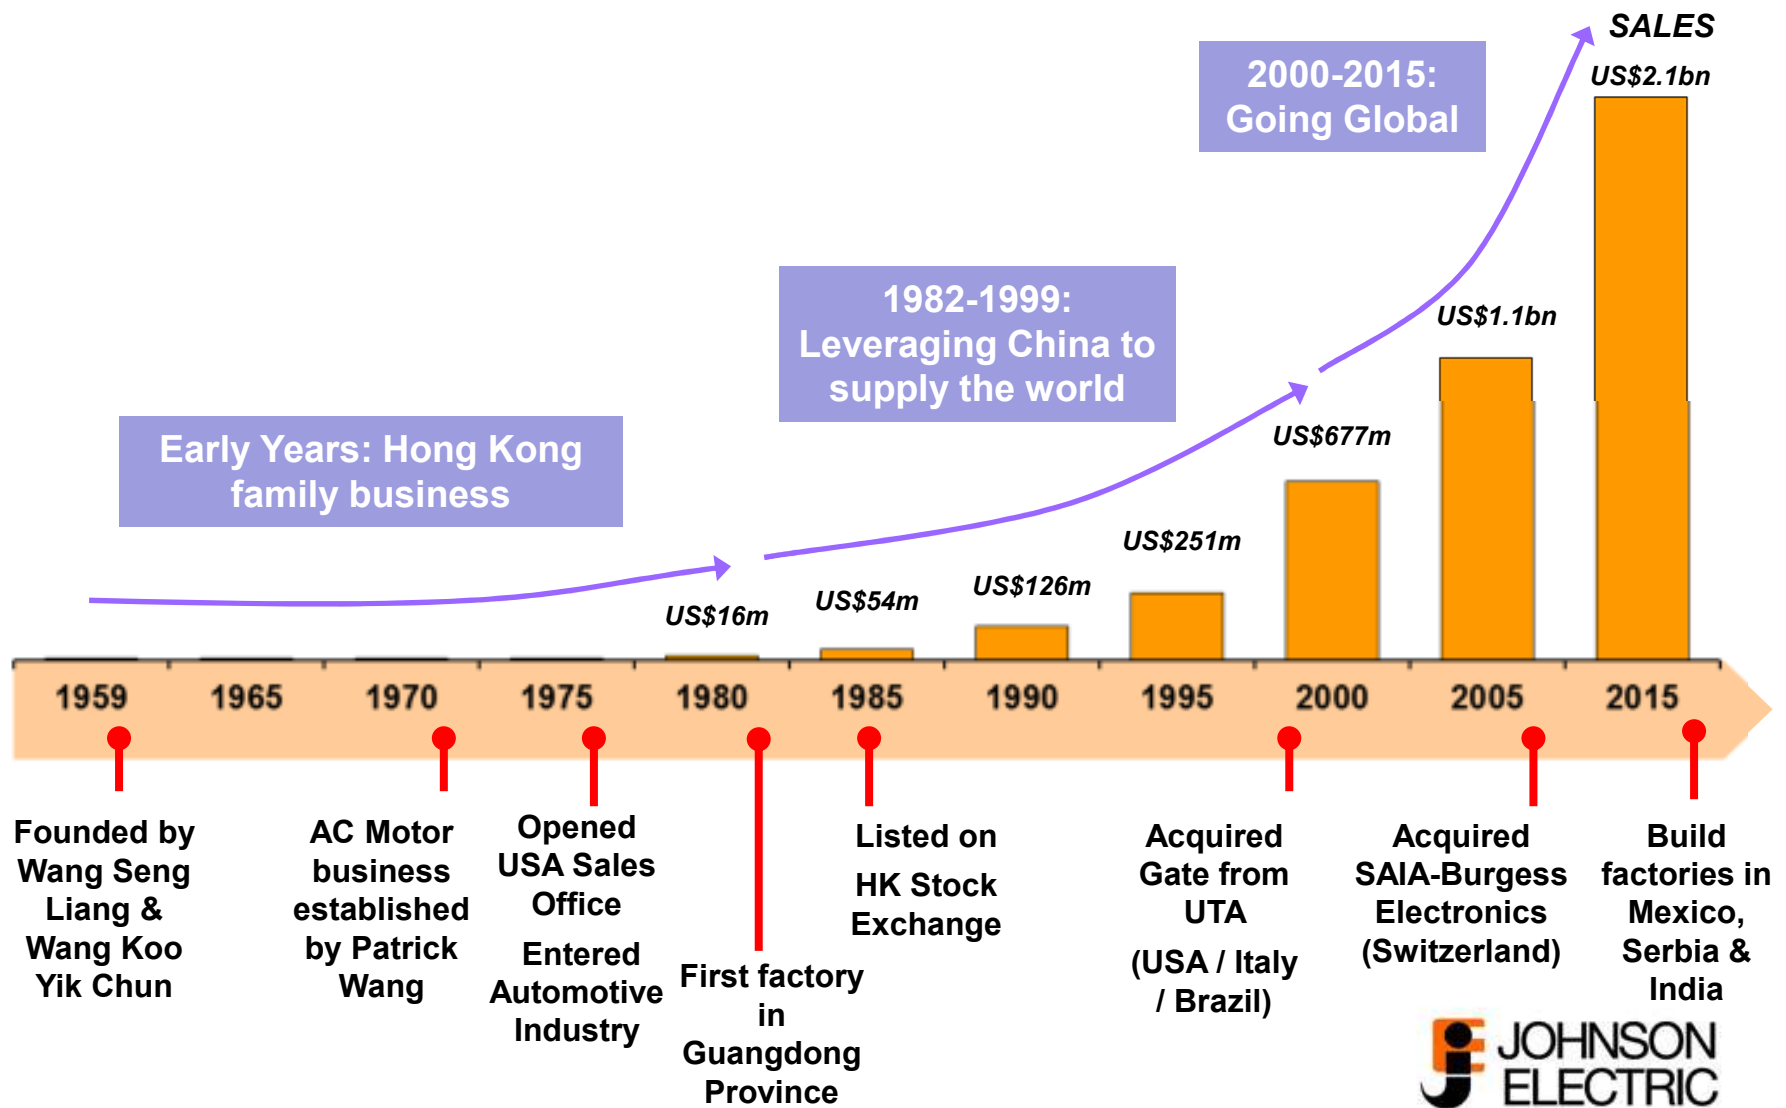 SALES
US$2.1bn
2000-2015:
Going Global
1982-1999:
Leveraging China to
supply the world
US$1.1bn
US$677m
Early Years: Hong Kong
family business
US$251m
US$126m
US$54m
US$16m
1959 1965 1970 1975 1980 1985 1990 1995 2000 2005 2015
Founded by
Wang Seng
Liang &
Wang Koo
Yik Chun
AC Motor
business
established
by Patrick
Wang
Opened
USA Sales
Office
Entered
Automotive
Industry
First factory
in
Guangdong
Province
Listed on
HK Stock
Exchange
Acquired
Gate from
UTA
(USA / Italy
/ Brazil)
Acquired
SAIA-Burgess
Electronics
(Switzerland)
Build
factories in
Mexico,
Serbia &
India
JOHNSON
ELECTRIC